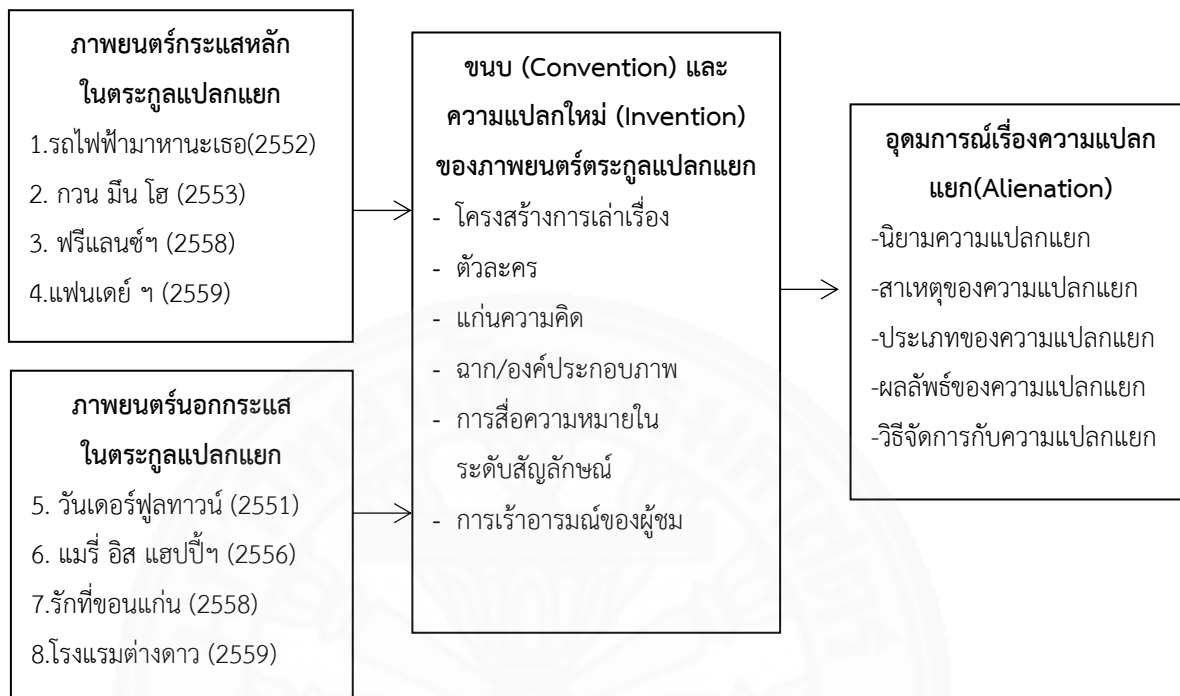 ภาพยนตร์กระแสหลัก
ในตระกูลแปลกแยก
1.รถไฟฟ้ามาหานะเธอ(2552)
2. กวน มึน โฮ (2553)
3. ฟรีแลนซ์ฯ (2558)
4.แฟนเดย์ ฯ (2559)
ภาพยนตร์นอกกระแส
ในตระกูลแปลกแยก
5. วันเดอร์ฟูลทาวน์ (2551)
6. แมรี่ อิส แฮปปี้ฯ (2556)
7.รักที่ขอนแก่น (2558)
8.โรงแรมต่างดาว (2559)
ขนบ (Convention) และ
ความแปลกใหม่ (Invention)
ของภาพยนตร์ตระกูลแปลกแยก
- โครงสร้างการเล่าเรื่อง
- ตัวละคร
- แก่นความคิด
- ฉาก/องค์ประกอบภาพ
- การสื่อความหมายใน
ระดับสัญลักษณ์
- การเร้าอารมณ์ของผู้ชม
อุดมการณ์เรื่องความแปลก
แยก(Alienation)
-นิยามความแปลกแยก
-สาเหตุของความแปลกแยก
-ประเภทของความแปลกแยก
-ผลลัพธ์ของความแปลกแยก
-วิธีจัดการกับความแปลกแยก